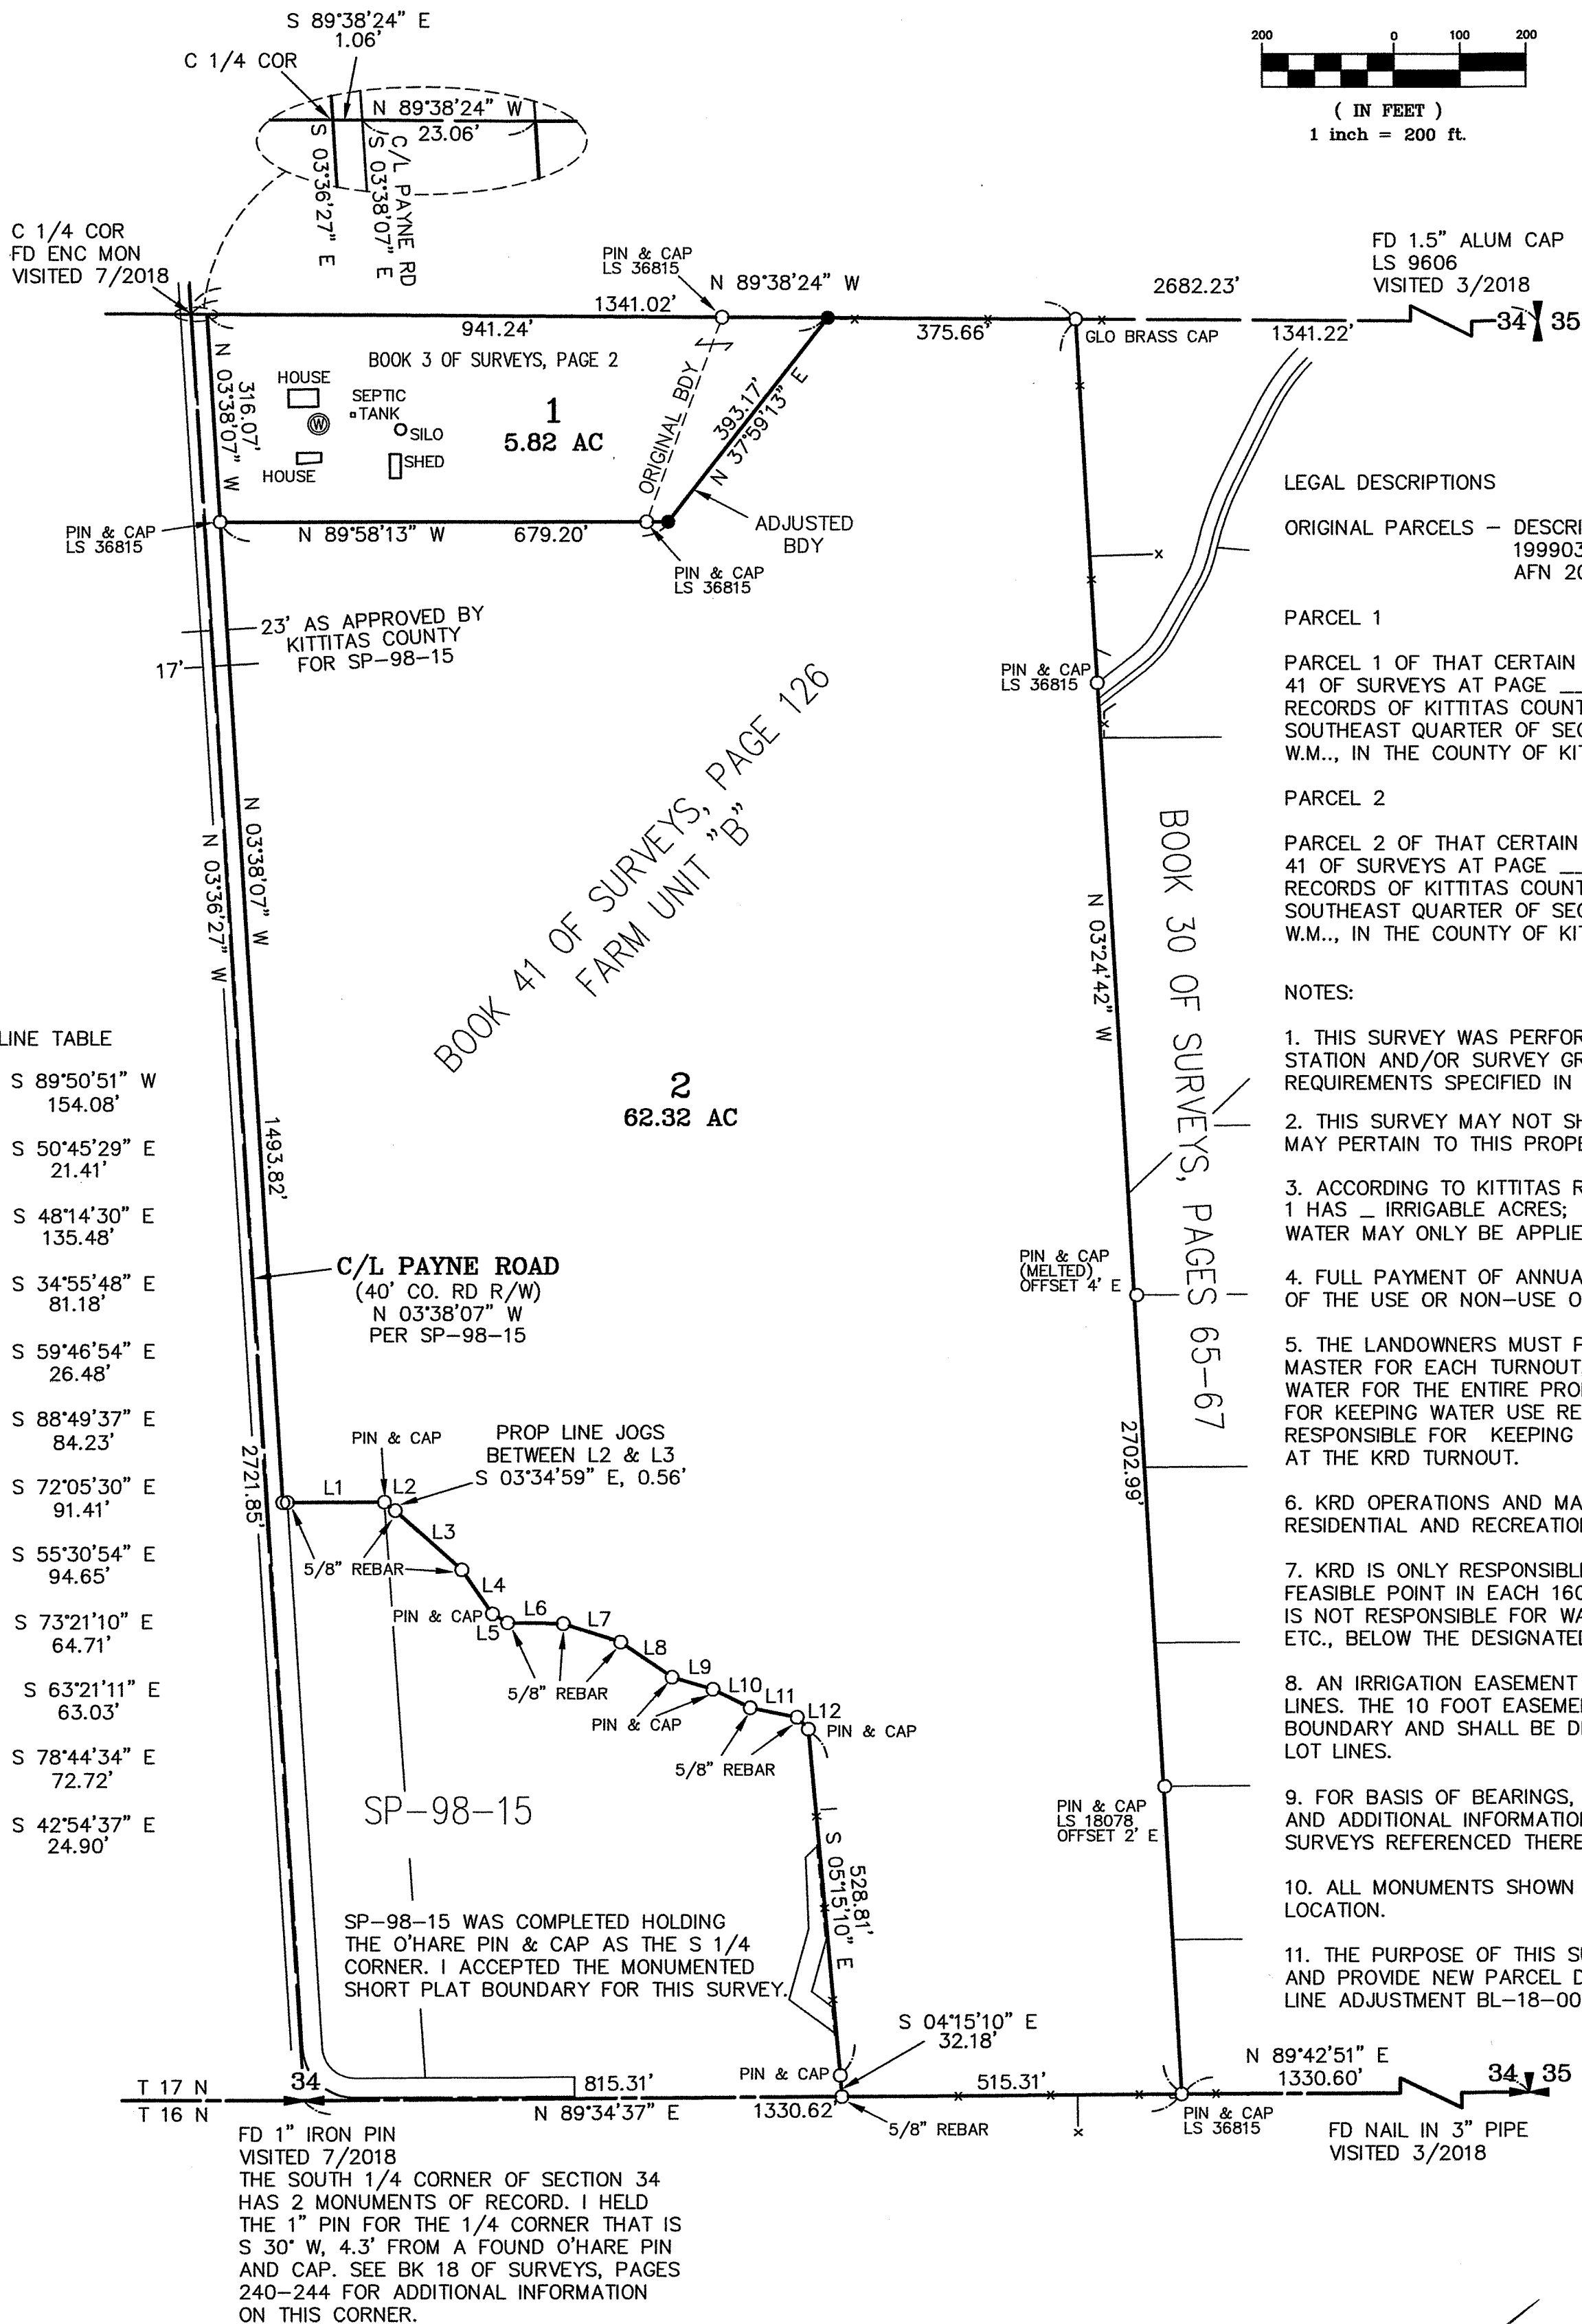 S 89°38'24" E
1.06'
C 1/4 COR
N 89°38'24" W
23.06'
S 03°36'27" E
C/L PAYNE RD
S 03°38'07" E
200 0 100 200
( IN FEET )
1 inch = 200 ft.
C 1/4 COR
FD ENC MON
VISITED 7/2018
PIN & CAP
LS 36815
N 89°38'24" W
1341.02'
941.24'
375.66'
2682.23'
FD 1.5" ALUM CAP
LS 9606
VISITED 3/2018
34 35
GLO BRASS CAP
1341.22'
BOOK 3 OF SURVEYS, PAGE 2
HOUSE
SEPTIC
TANK
W
SILO
SHED
HOUSE
1
5.82 AC
316.07'
N 03°38'07" W
ORIGINAL BDY
393.17'
N 37°59'13" E
ADJUSTED
BDY
PIN & CAP
LS 36815
N 89°58'13" W
679.20'
PIN & CAP
LS 36815
23' AS APPROVED BY
KITTITAS COUNTY
FOR SP-98-15
17'
PIN & CAP
LS 36815
BOOK 41 OF SURVEYS, PAGE 126
FARM UNIT "B"
N 03°38'07" W
N 03°36'27" W
2
62.32 AC
N 03°24'42" W
BOOK 30 OF SURVEYS, PAGES 65-67
1493.82'
C/L PAYNE ROAD
(40' CO. RD R/W)
N 03°38'07" W
PER SP-98-15
PIN & CAP
(MELTED)
OFFSET 4' E
2721.85'
2702.99'
LINE TABLE
S 89°50'51" W
154.08'
S 50°45'29" E
21.41'
S 48°14'30" E
135.48'
S 34°55'48" E
81.18'
S 59°46'54" E
26.48'
S 88°49'37" E
84.23'
S 72°05'30" E
91.41'
S 55°30'54" E
94.65'
S 73°21'10" E
64.71'
S 63°21'11" E
63.03'
S 78°44'34" E
72.72'
S 42°54'37" E
24.90'
PIN & CAP
PROP LINE JOGS
BETWEEN L2 & L3
S 03°34'59" E, 0.56'
L1
L2
L3
5/8" REBAR
L4
PIN & CAP
L5
L6
L7
L8
5/8" REBAR
L9
L10
PIN & CAP
L11
L12
PIN & CAP
5/8" REBAR
SP-98-15
528.81'
S 05°15'10" E
PIN & CAP
LS 18078
OFFSET 2' E
SP-98-15 WAS COMPLETED HOLDING
THE O'HARE PIN & CAP AS THE S 1/4
CORNER. I ACCEPTED THE MONUMENTED
SHORT PLAT BOUNDARY FOR THIS SURVEY.
S 04°15'10" E
32.18'
PIN & CAP
T 17 N
T 16 N
34
815.31'
N 89°34'37" E
1330.62'
515.31'
5/8" REBAR
N 89°42'51" E
1330.60'
34 35
PIN & CAP
LS 36815
FD NAIL IN 3" PIPE
VISITED 3/2018
FD 1" IRON PIN
VISITED 7/2018
THE SOUTH 1/4 CORNER OF SECTION 34
HAS 2 MONUMENTS OF RECORD. I HELD
THE 1" PIN FOR THE 1/4 CORNER THAT IS
S 30° W, 4.3' FROM A FOUND O'HARE PIN
AND CAP. SEE BK 18 OF SURVEYS, PAGES
240-244 FOR ADDITIONAL INFORMATION
ON THIS CORNER.
LEGAL DESCRIPTIONS
ORIGINAL PARCELS - DESCRI
199903
AFN 20
PARCEL 1
PARCEL 1 OF THAT CERTAIN
41 OF SURVEYS AT PAGE __
RECORDS OF KITTITAS COUNT
SOUTHEAST QUARTER OF SEC
W.M.., IN THE COUNTY OF KIT
PARCEL 2
PARCEL 2 OF THAT CERTAIN
41 OF SURVEYS AT PAGE __
RECORDS OF KITTITAS COUNT
SOUTHEAST QUARTER OF SEC
W.M.., IN THE COUNTY OF KIT
NOTES:
1. THIS SURVEY WAS PERFOR
STATION AND/OR SURVEY GR
REQUIREMENTS SPECIFIED IN
2. THIS SURVEY MAY NOT SH
MAY PERTAIN TO THIS PROPE
3. ACCORDING TO KITTITAS R
1 HAS _ IRRIGABLE ACRES;
WATER MAY ONLY BE APPLIE
4. FULL PAYMENT OF ANNUA
OF THE USE OR NON-USE O
5. THE LANDOWNERS MUST P
MASTER FOR EACH TURNOUT
WATER FOR THE ENTIRE PRO
FOR KEEPING WATER USE RE
RESPONSIBLE FOR KEEPING
AT THE KRD TURNOUT.
6. KRD OPERATIONS AND MA
RESIDENTIAL AND RECREATION
7. KRD IS ONLY RESPONSIBLE
FEASIBLE POINT IN EACH 160
IS NOT RESPONSIBLE FOR WA
ETC., BELOW THE DESIGNATE
8. AN IRRIGATION EASEMENT
LINES. THE 10 FOOT EASEME
BOUNDARY AND SHALL BE DI
LOT LINES.
9. FOR BASIS OF BEARINGS,
AND ADDITIONAL INFORMATION
SURVEYS REFERENCED THERE
10. ALL MONUMENTS SHOWN
LOCATION.
11. THE PURPOSE OF THIS SU
AND PROVIDE NEW PARCEL D
LINE ADJUSTMENT BL-18-00